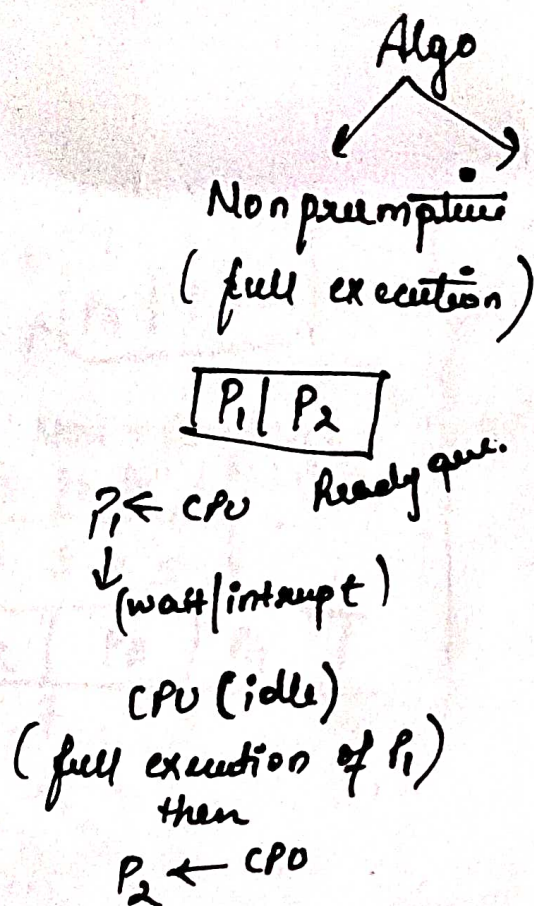 Algo
Nonpreemptive
( full execution )
P₁ | P₂
Ready que.
P₁ ← CPU
↓
(wait/intrupt)
CPU (idle)
( full execution of P₁ )
then
P₂ ← CPU